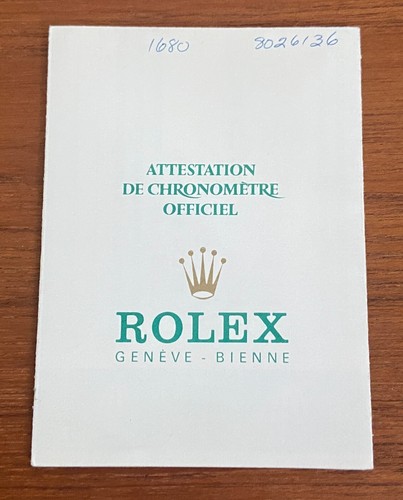 1680 8026136
ATTESTATION
DE CHRONOMÈTRE
OFFICIEL
ROLEX
GENÈVE - BIENNE